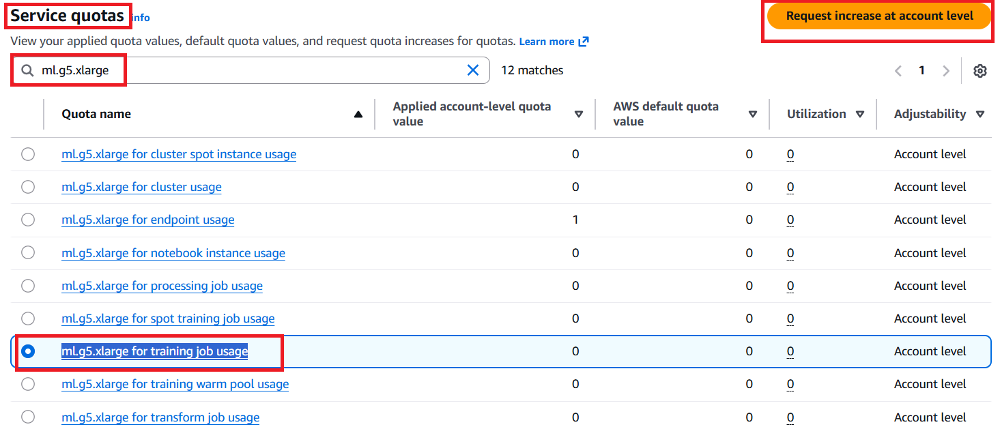 Service quotas Info Request increase at account level
View your applied quota values, default quota values, and request quota increases for quotas. Learn more
ml.g5.xlarge 12 matches 1
Quota name Applied account-level quota value AWS default quota value Utilization Adjustability
ml.g5.xlarge for cluster spot instance usage 0 0 0 Account level
ml.g5.xlarge for cluster usage 0 0 0 Account level
ml.g5.xlarge for endpoint usage 1 0 0 Account level
ml.g5.xlarge for notebook instance usage 0 0 0 Account level
ml.g5.xlarge for processing job usage 0 0 0 Account level
ml.g5.xlarge for spot training job usage 0 0 0 Account level
ml.g5.xlarge for training job usage 0 0 0 Account level
ml.g5.xlarge for training warm pool usage 0 0 0 Account level
ml.g5.xlarge for transform job usage 0 0 0 Account level